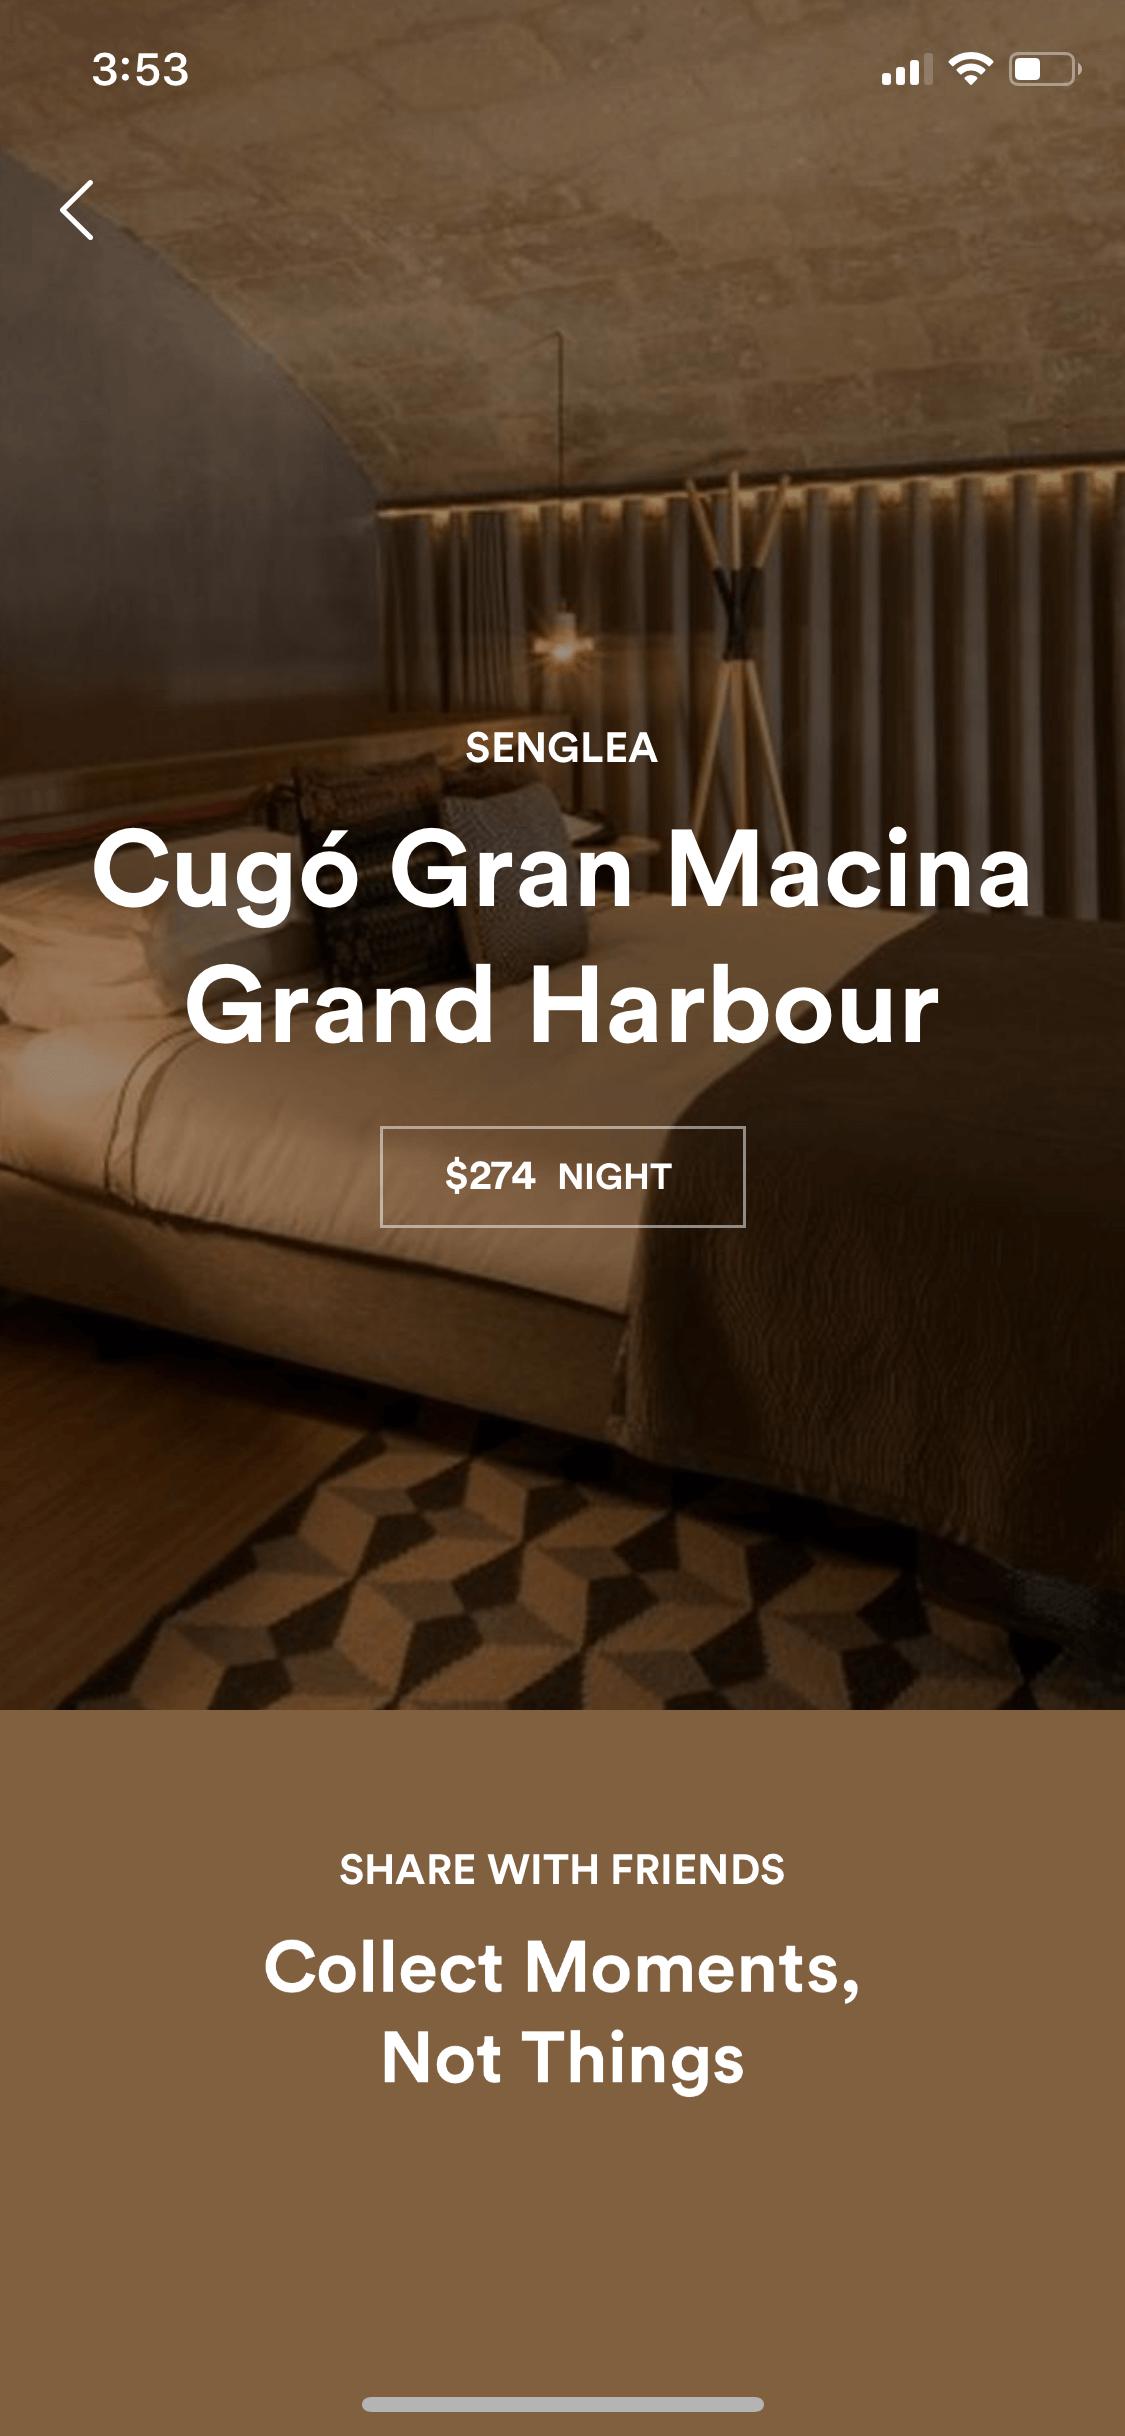 3:53
SENGLEA
Cugó Gran Macina
Grand Harbour
$274 NIGHT
SHARE WITH FRIENDS
Collect Moments,
Not Things